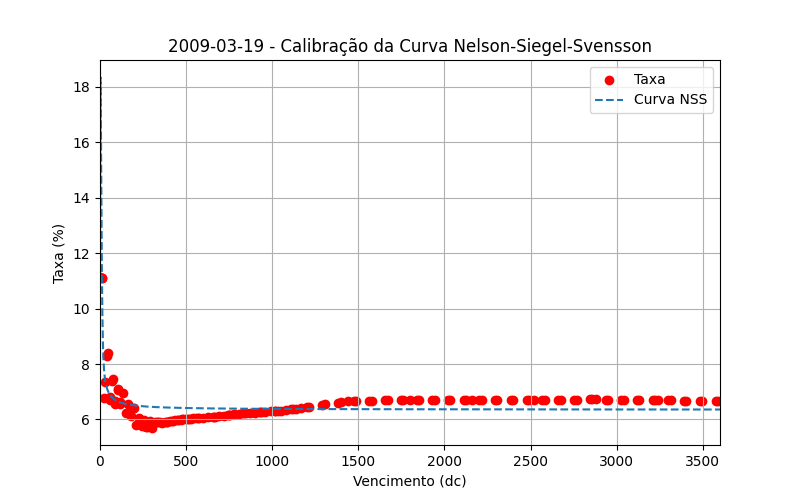 2009-03-19 - Calibração da Curva Nelson-Siegel-Svensson
Taxa
Curva NSS
Taxa (%)
18
16
14
12
10
8
6
0 500 1000 1500 2000 2500 3000 3500
Vencimento (dc)